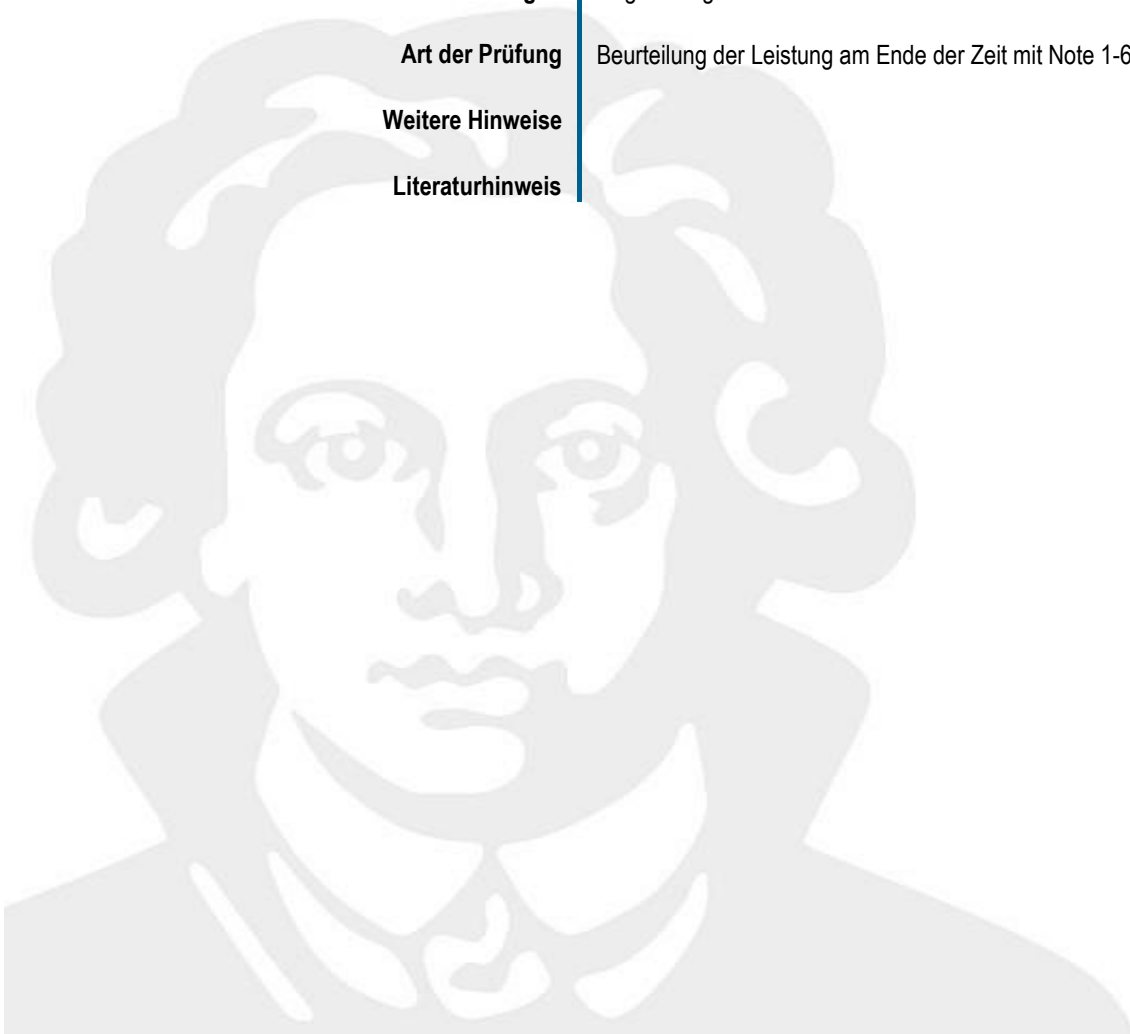 Art der Prüfung Beurteilung der Leistung am Ende der Zeit mit Note 1-6
Weitere Hinweise
Literaturhinweis